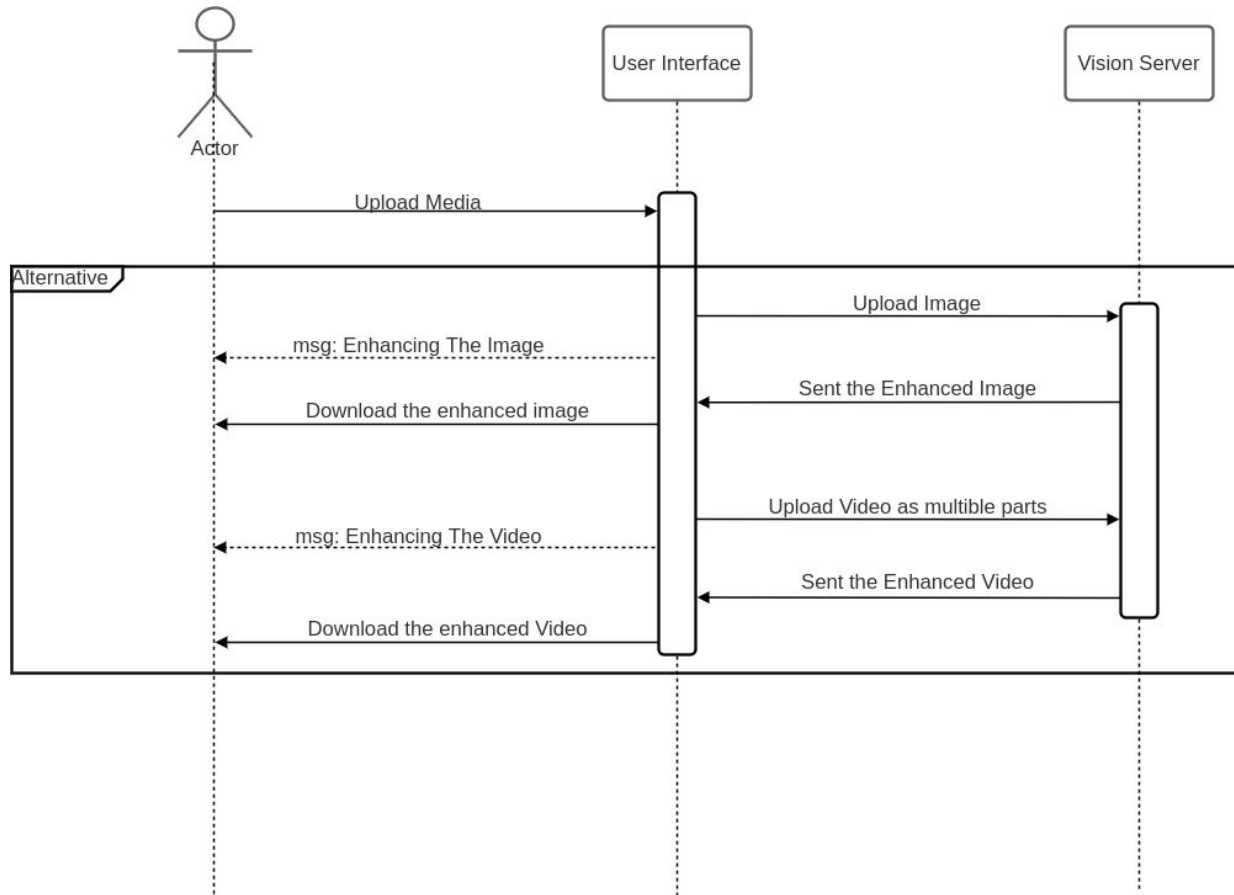 User Interface
Vision Server
Actor
Upload Media
Alternative
Upload Image
msg: Enhancing The Image
Sent the Enhanced Image
Download the enhanced image
Upload Video as multible parts
msg: Enhancing The Video
Sent the Enhanced Video
Download the enhanced Video